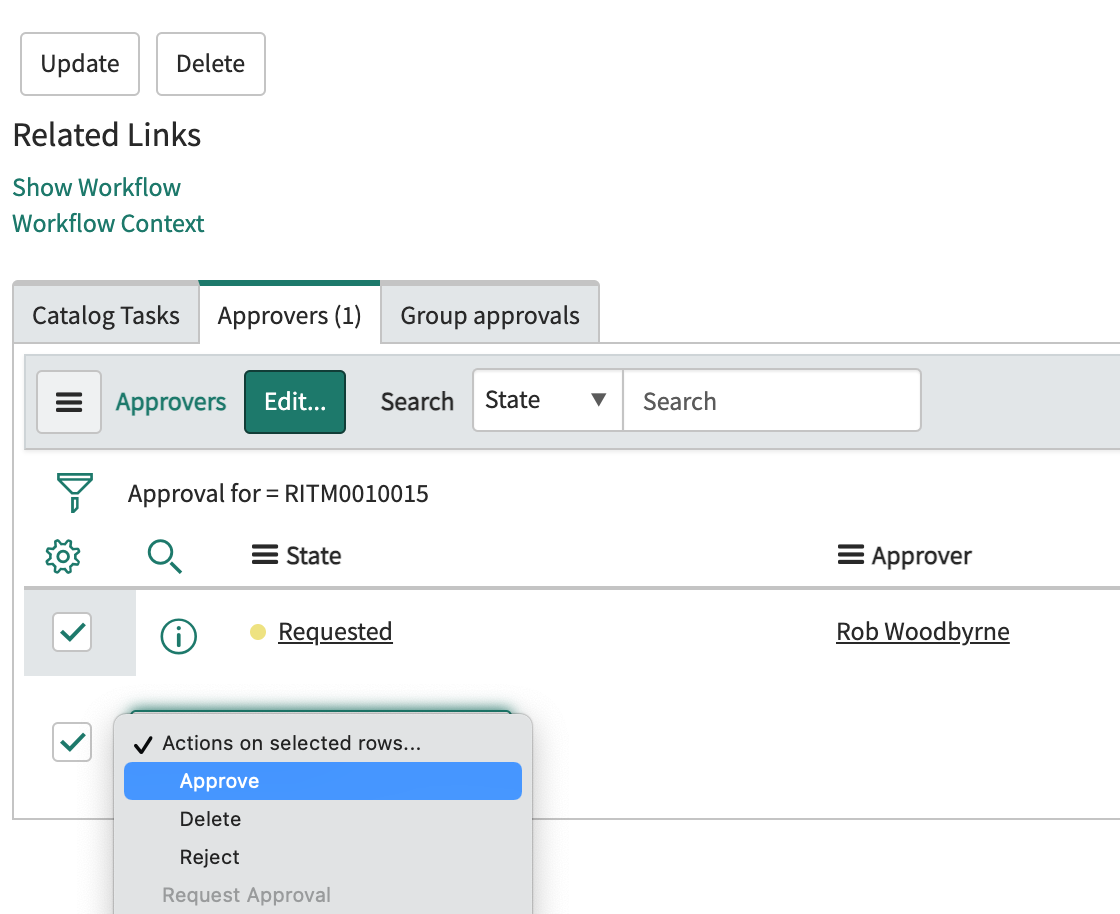 Update Delete
Related Links
Show Workflow
Workflow Context
Catalog Tasks Approvers (1) Group approvals
Approvers Edit... Search State Search
Approval for = RITM0010015
State Approver
Requested Rob Woodbyrne
Actions on selected rows...
Approve
Delete
Reject
Request Approval